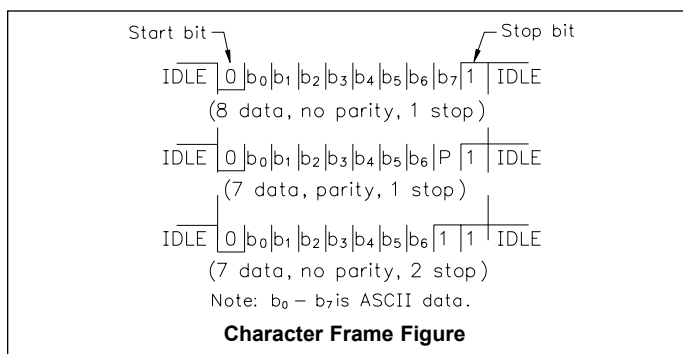 Start bit Stop bit
IDLE 0 b₀ b₁ b₂ b₃ b₄ b₅ b₆ b₇ 1 IDLE
(8 data, no parity, 1 stop)
IDLE 0 b₀ b₁ b₂ b₃ b₄ b₅ b₆ P 1 IDLE
(7 data, parity, 1 stop)
IDLE 0 b₀ b₁ b₂ b₃ b₄ b₅ b₆ 1 1 IDLE
(7 data, no parity, 2 stop)
Note: b₀ – b₇ is ASCII data.
Character Frame Figure